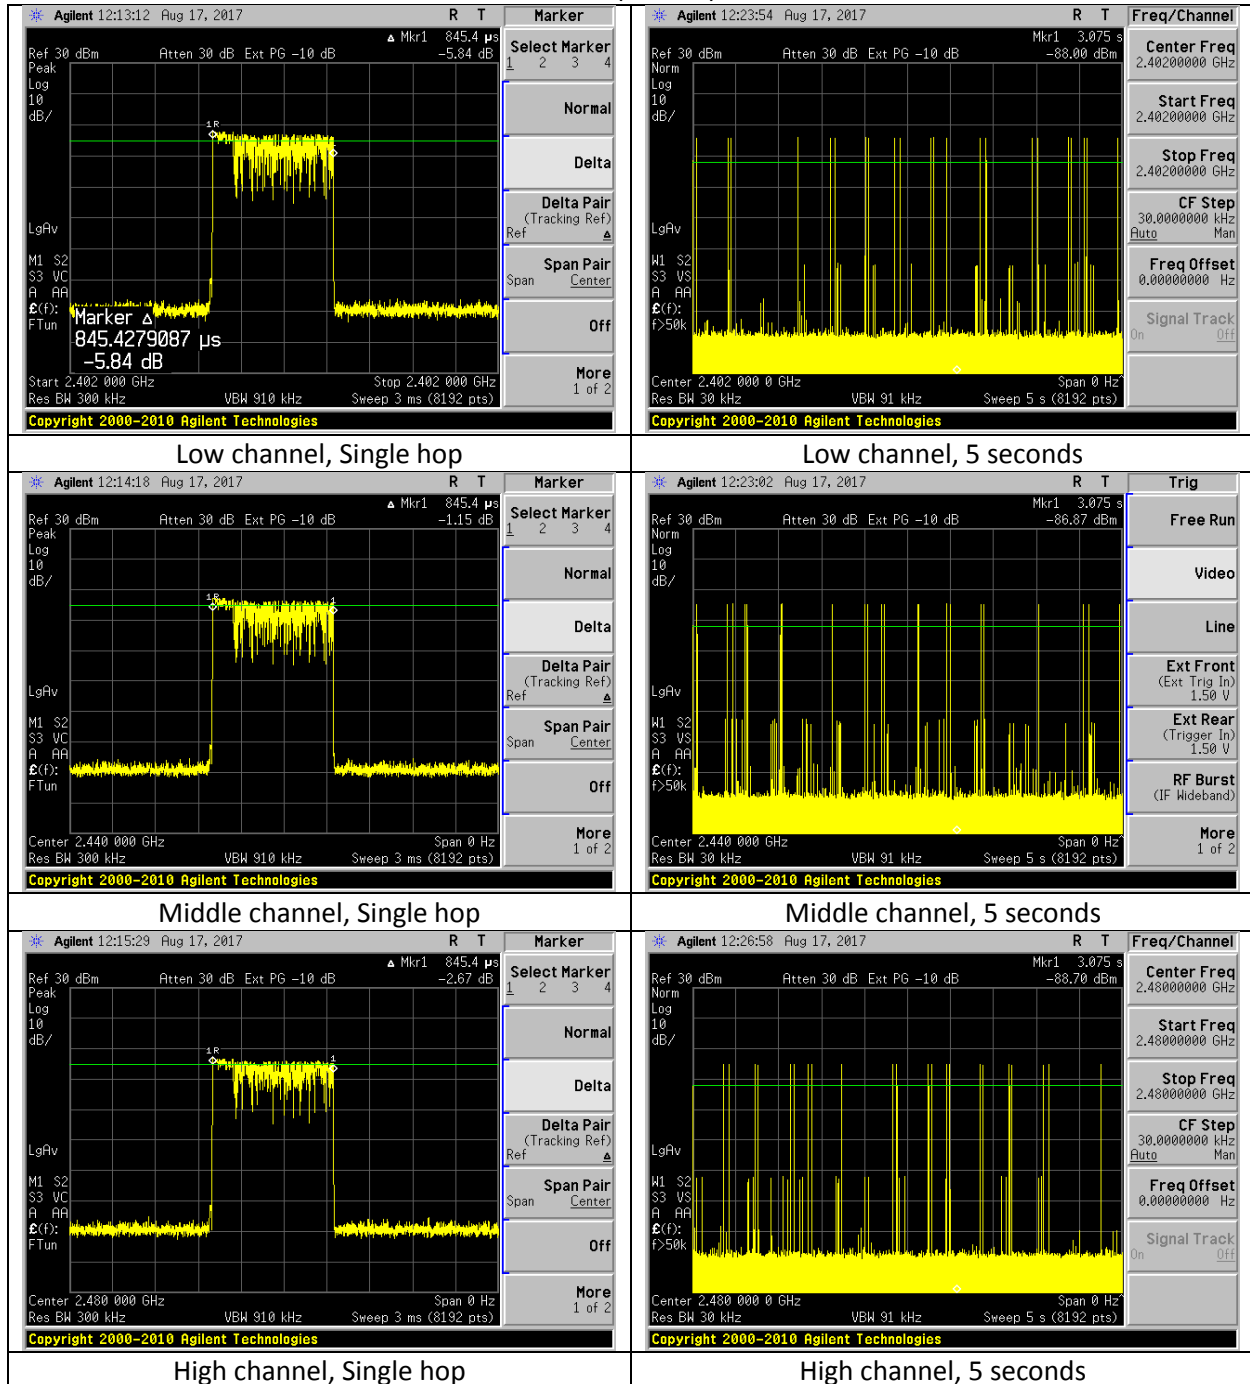 Agilent 12:13:12 Aug 17, 2017 R T Marker
Δ Mkr1 845.4 µs
Ref 30 dBm Atten 30 dB Ext PG -10 dB -5.84 dB
Peak
Log
10
dB/
1R
LgAv
M1 S2
S3 VC
A AA
£(f):
FTun
Marker Δ
845.4279087 µs
-5.84 dB
Start 2.402 000 GHz Stop 2.402 000 GHz
Res BW 300 kHz VBW 910 kHz Sweep 3 ms (8192 pts)
Copyright 2000-2010 Agilent Technologies
Select Marker
1 2 3 4
Normal
Delta
Delta Pair
(Tracking Ref)
Ref Δ
Span Pair
Span Center
Off
More
1 of 2
Low channel, Single hop
Agilent 12:23:54 Aug 17, 2017 R T Freq/Channel
Mkr1 3.075 s
Ref 30 dBm Atten 30 dB Ext PG -10 dB -88.00 dBm
Norm
Log
10
dB/
LgAv
W1 S2
S3 VS
A AA
£(f):
f>50k
Center 2.402 000 0 GHz Span 0 Hz^
Res BW 30 kHz VBW 91 kHz Sweep 5 s (8192 pts)
Copyright 2000-2010 Agilent Technologies
Center Freq
2.40200000 GHz
Start Freq
2.40200000 GHz
Stop Freq
2.40200000 GHz
CF Step
30.0000000 kHz
Auto Man
Freq Offset
0.00000000 Hz
Signal Track
On Off
Low channel, 5 seconds
Agilent 12:14:18 Aug 17, 2017 R T Marker
Δ Mkr1 845.4 µs
Ref 30 dBm Atten 30 dB Ext PG -10 dB -1.15 dB
Peak
Log
10
dB/
1R 1
LgAv
M1 S2
S3 VC
A AA
£(f):
FTun
Center 2.440 000 GHz Span 0 Hz
Res BW 300 kHz VBW 910 kHz Sweep 3 ms (8192 pts)
Copyright 2000-2010 Agilent Technologies
Select Marker
1 2 3 4
Normal
Delta
Delta Pair
(Tracking Ref)
Ref Δ
Span Pair
Span Center
Off
More
1 of 2
Middle channel, Single hop
Agilent 12:23:02 Aug 17, 2017 R T Trig
Mkr1 3.075 s
Ref 30 dBm Atten 30 dB Ext PG -10 dB -86.87 dBm
Norm
Log
10
dB/
LgAv
W1 S2
S3 VS
A AA
£(f):
f>50k
Center 2.440 000 0 GHz Span 0 Hz^
Res BW 30 kHz VBW 91 kHz Sweep 5 s (8192 pts)
Copyright 2000-2010 Agilent Technologies
Free Run
Video
Line
Ext Front
(Ext Trig In)
1.50 V
Ext Rear
(Trigger In)
1.50 V
RF Burst
(IF Wideband)
More
1 of 2
Middle channel, 5 seconds
Agilent 12:15:29 Aug 17, 2017 R T Marker
Δ Mkr1 845.4 µs
Ref 30 dBm Atten 30 dB Ext PG -10 dB -2.67 dB
Peak
Log
10
dB/
1R 1
LgAv
M1 S2
S3 VC
A AA
£(f):
FTun
Center 2.480 000 GHz Span 0 Hz
Res BW 300 kHz VBW 910 kHz Sweep 3 ms (8192 pts)
Copyright 2000-2010 Agilent Technologies
Select Marker
1 2 3 4
Normal
Delta
Delta Pair
(Tracking Ref)
Ref Δ
Span Pair
Span Center
Off
More
1 of 2
High channel, Single hop
Agilent 12:26:58 Aug 17, 2017 R T Freq/Channel
Mkr1 3.075 s
Ref 30 dBm Atten 30 dB Ext PG -10 dB -88.70 dBm
Norm
Log
10
dB/
LgAv
W1 S2
S3 VS
A AA
£(f):
f>50k
Center 2.480 000 0 GHz Span 0 Hz^
Res BW 30 kHz VBW 91 kHz Sweep 5 s (8192 pts)
Copyright 2000-2010 Agilent Technologies
Center Freq
2.48000000 GHz
Start Freq
2.48000000 GHz
Stop Freq
2.48000000 GHz
CF Step
30.0000000 kHz
Auto Man
Freq Offset
0.00000000 Hz
Signal Track
On Off
High channel, 5 seconds